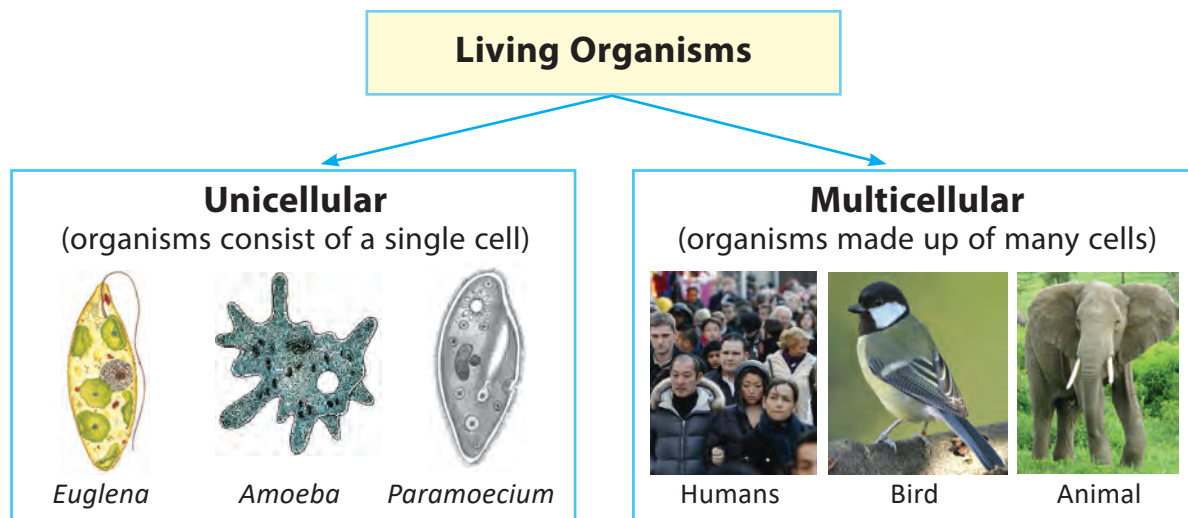 Living Organisms
Unicellular
(organisms consist of a single cell)
Euglena
Amoeba
Paramoecium
Multicellular
(organisms made up of many cells)
Humans
Bird
Animal